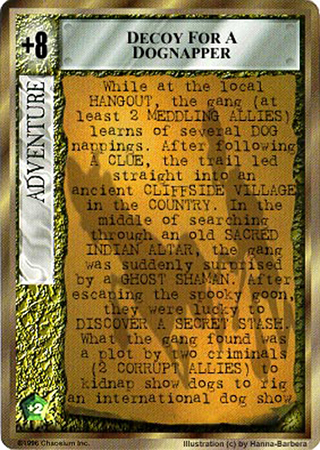 +8
DECOY FOR A
DOGNAPPER
ADVENTURE
While at the local
HANGOUT, the gang (at
least 2 MEDDLING ALLIES)
learns of several DOG
nappings. After following
A CLUE, the trail led
straight into an
ancient CLIFFSIDE VILLAGE
in the COUNTRY. In the
middle of searching
through an old SACRED
INDIAN ALTAR, the gang
was suddenly surprised
by a GHOST SHAMAN. After
escaping the spooky goon,
they were lucky to
DISCOVER A SECRET STASH.
What the gang found was
a plot by two criminals
(2 CORRUPT ALLIES) to
kidnap show dogs to rig
an international dog show
+2
©1996 Chaosium Inc.
Illustration (c) by Hanna-Barbera